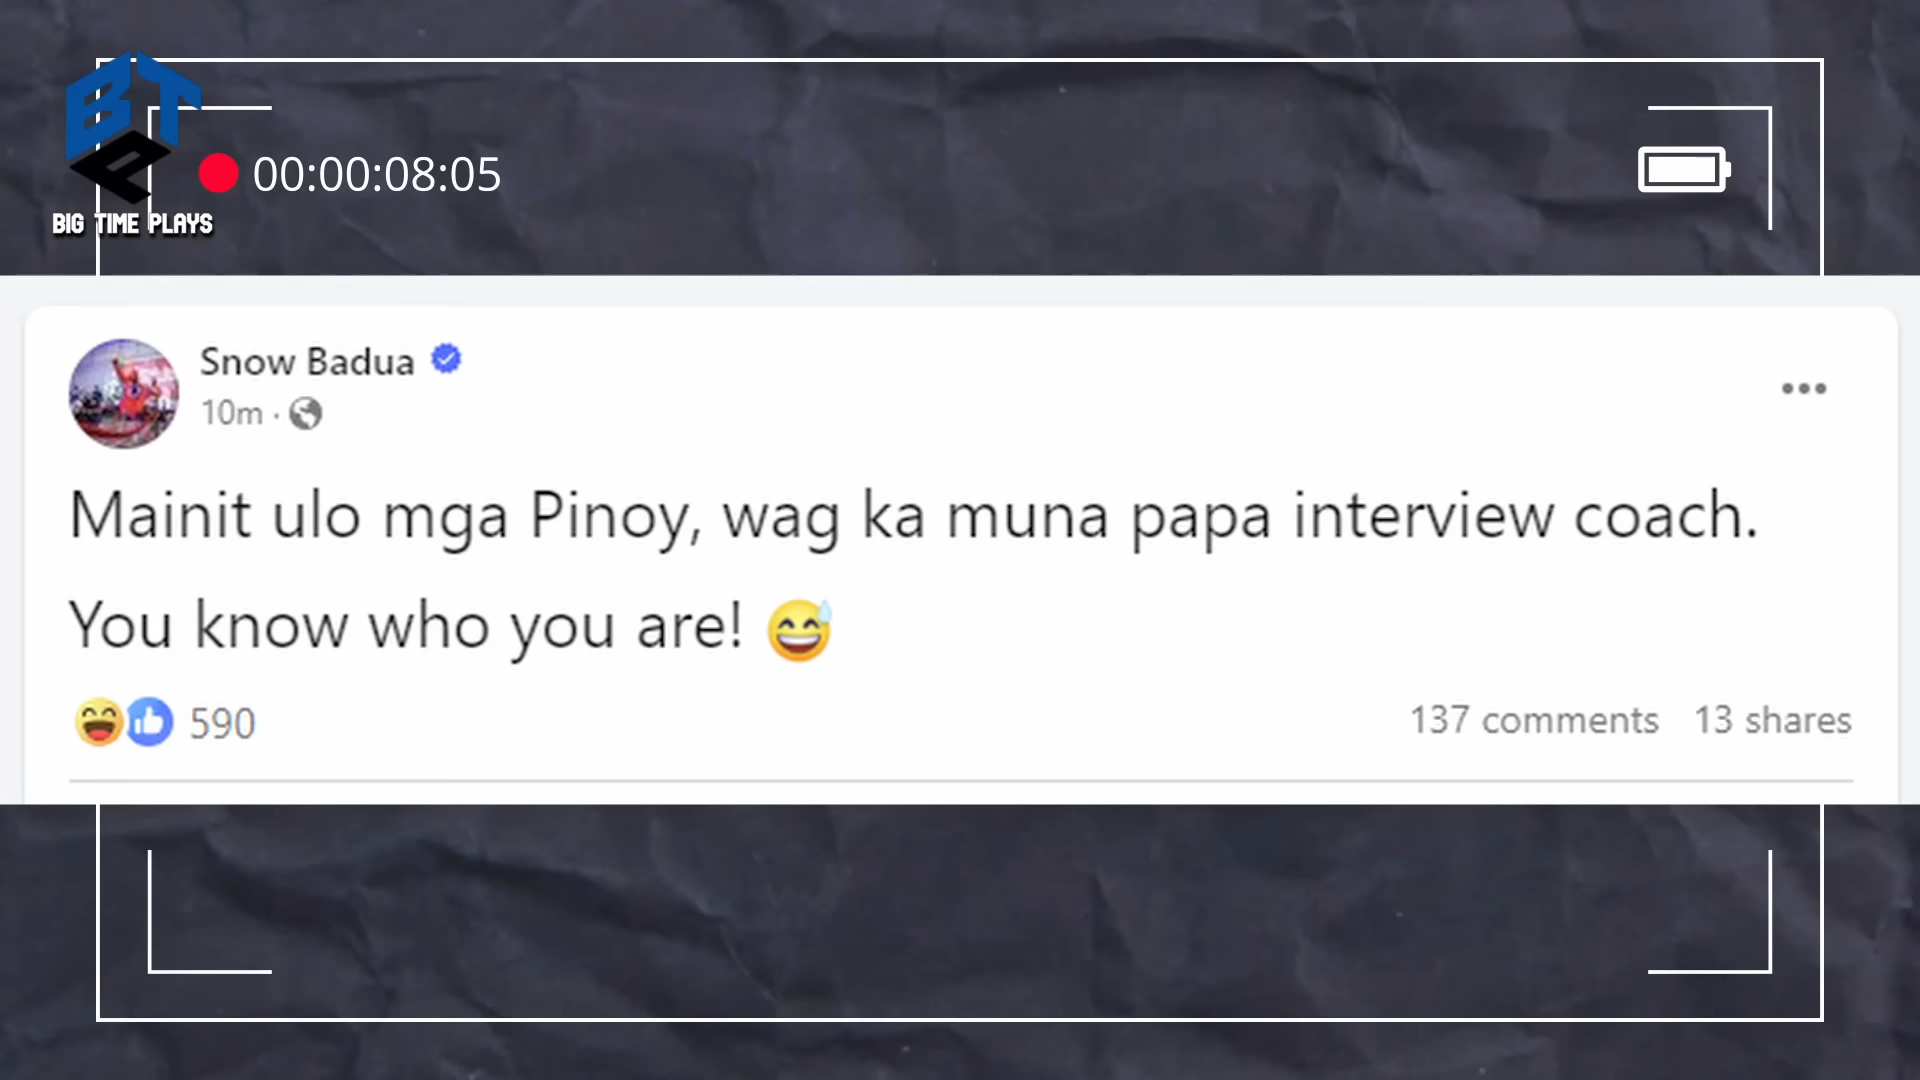 BTP
BIG TIME PLAYS
00:00:08:05
Snow Badua
10m ·
Mainit ulo mga Pinoy, wag ka muna papa interview coach.
You know who you are! 😅
590
137 comments 13 shares